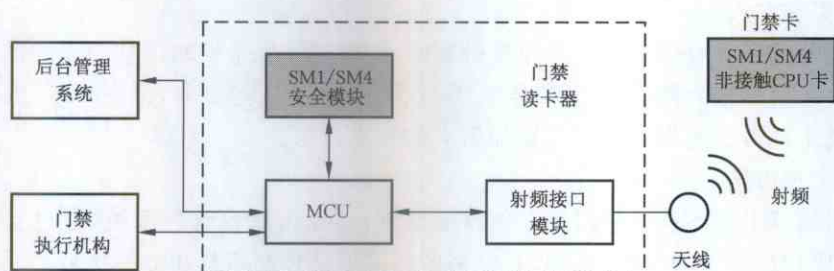 门禁卡
后台管理
系统
SM1/SM4
安全模块
门禁
读卡器
SM1/SM4
非接触CPU卡
门禁
执行机构
MCU
射频接口
模块
射频
天线